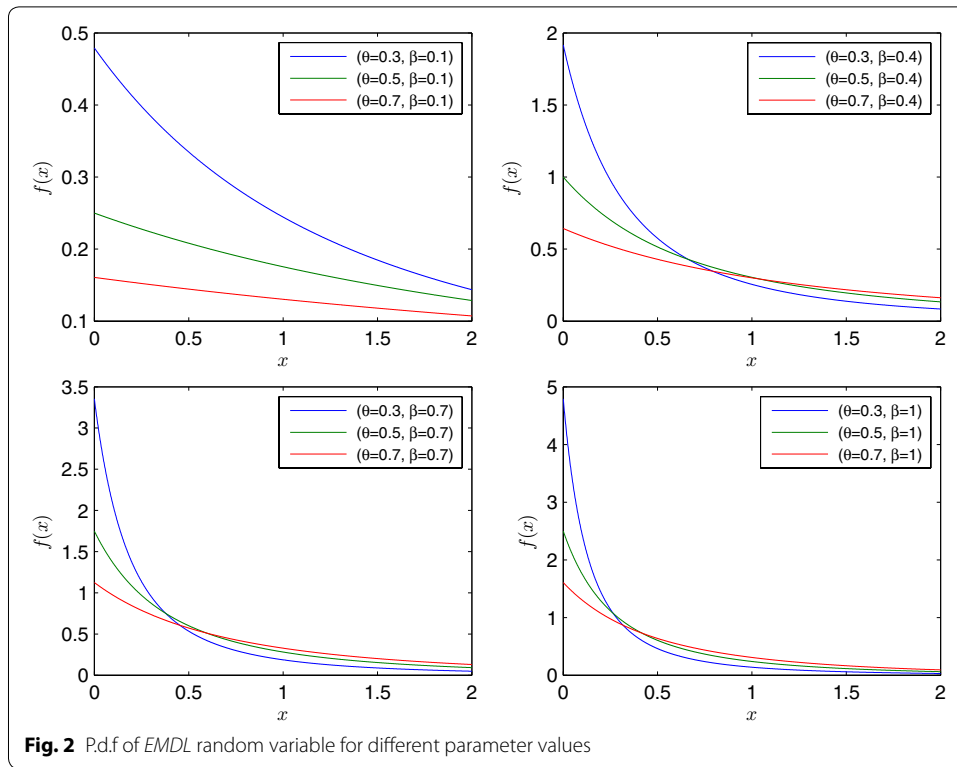 0.5
0.4
0.3
0.2
0.1
f(x)
(θ=0.3, β=0.1)
(θ=0.5, β=0.1)
(θ=0.7, β=0.1)
0 0.5 1 1.5 2
x
2
1.5
1
0.5
0
f(x)
(θ=0.3, β=0.4)
(θ=0.5, β=0.4)
(θ=0.7, β=0.4)
0 0.5 1 1.5 2
x
3.5
3
2.5
2
1.5
1
0.5
0
f(x)
(θ=0.3, β=0.7)
(θ=0.5, β=0.7)
(θ=0.7, β=0.7)
0 0.5 1 1.5 2
x
5
4
3
2
1
0
f(x)
(θ=0.3, β=1)
(θ=0.5, β=1)
(θ=0.7, β=1)
0 0.5 1 1.5 2
x
Fig. 2 P.d.f of EMDL random variable for different parameter values